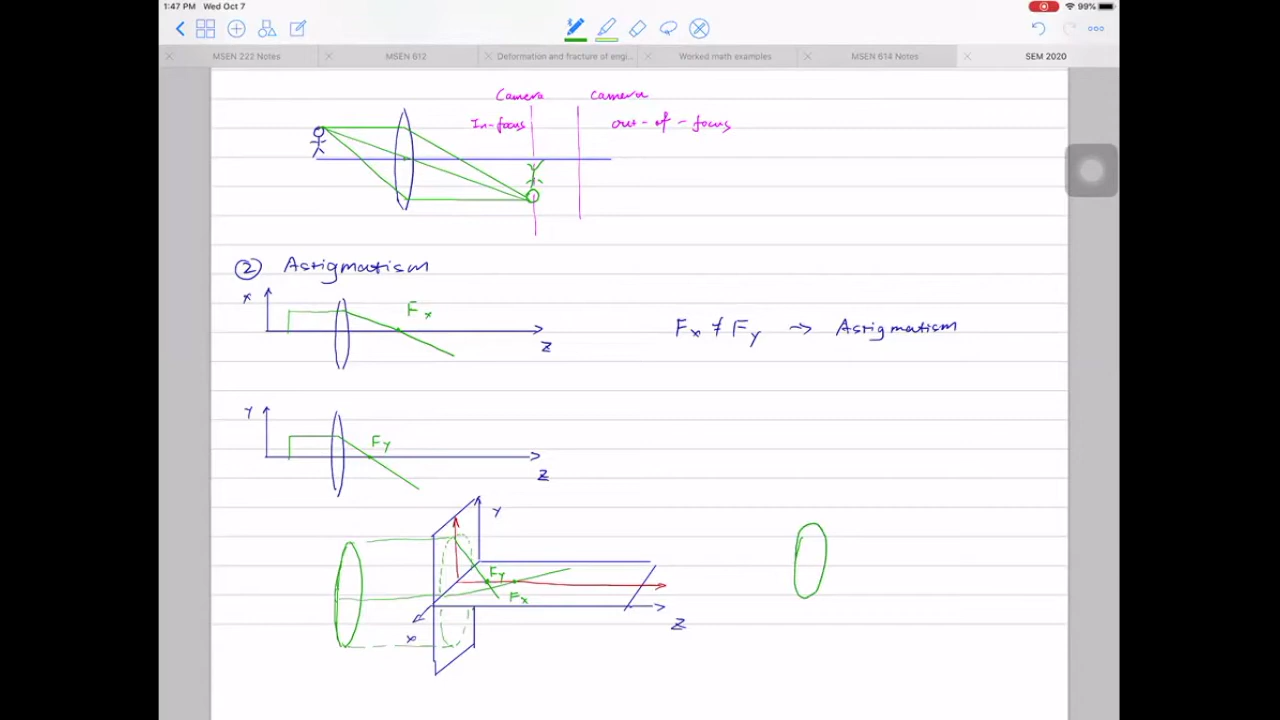 1:47 PM Wed Oct 7
99%
MSEN 222 Notes
MSEN 612
Deformation and fracture of engi...
Worked math examples
MSEN 614 Notes
SEM 2020
Camera
camera
In-focus
out-of-focus
② Astigmatism
X
Fx
Z
Fx ≠ Fy → Astigmatism
Y
Fy
Z
Y
Fy
Fx
X
Z